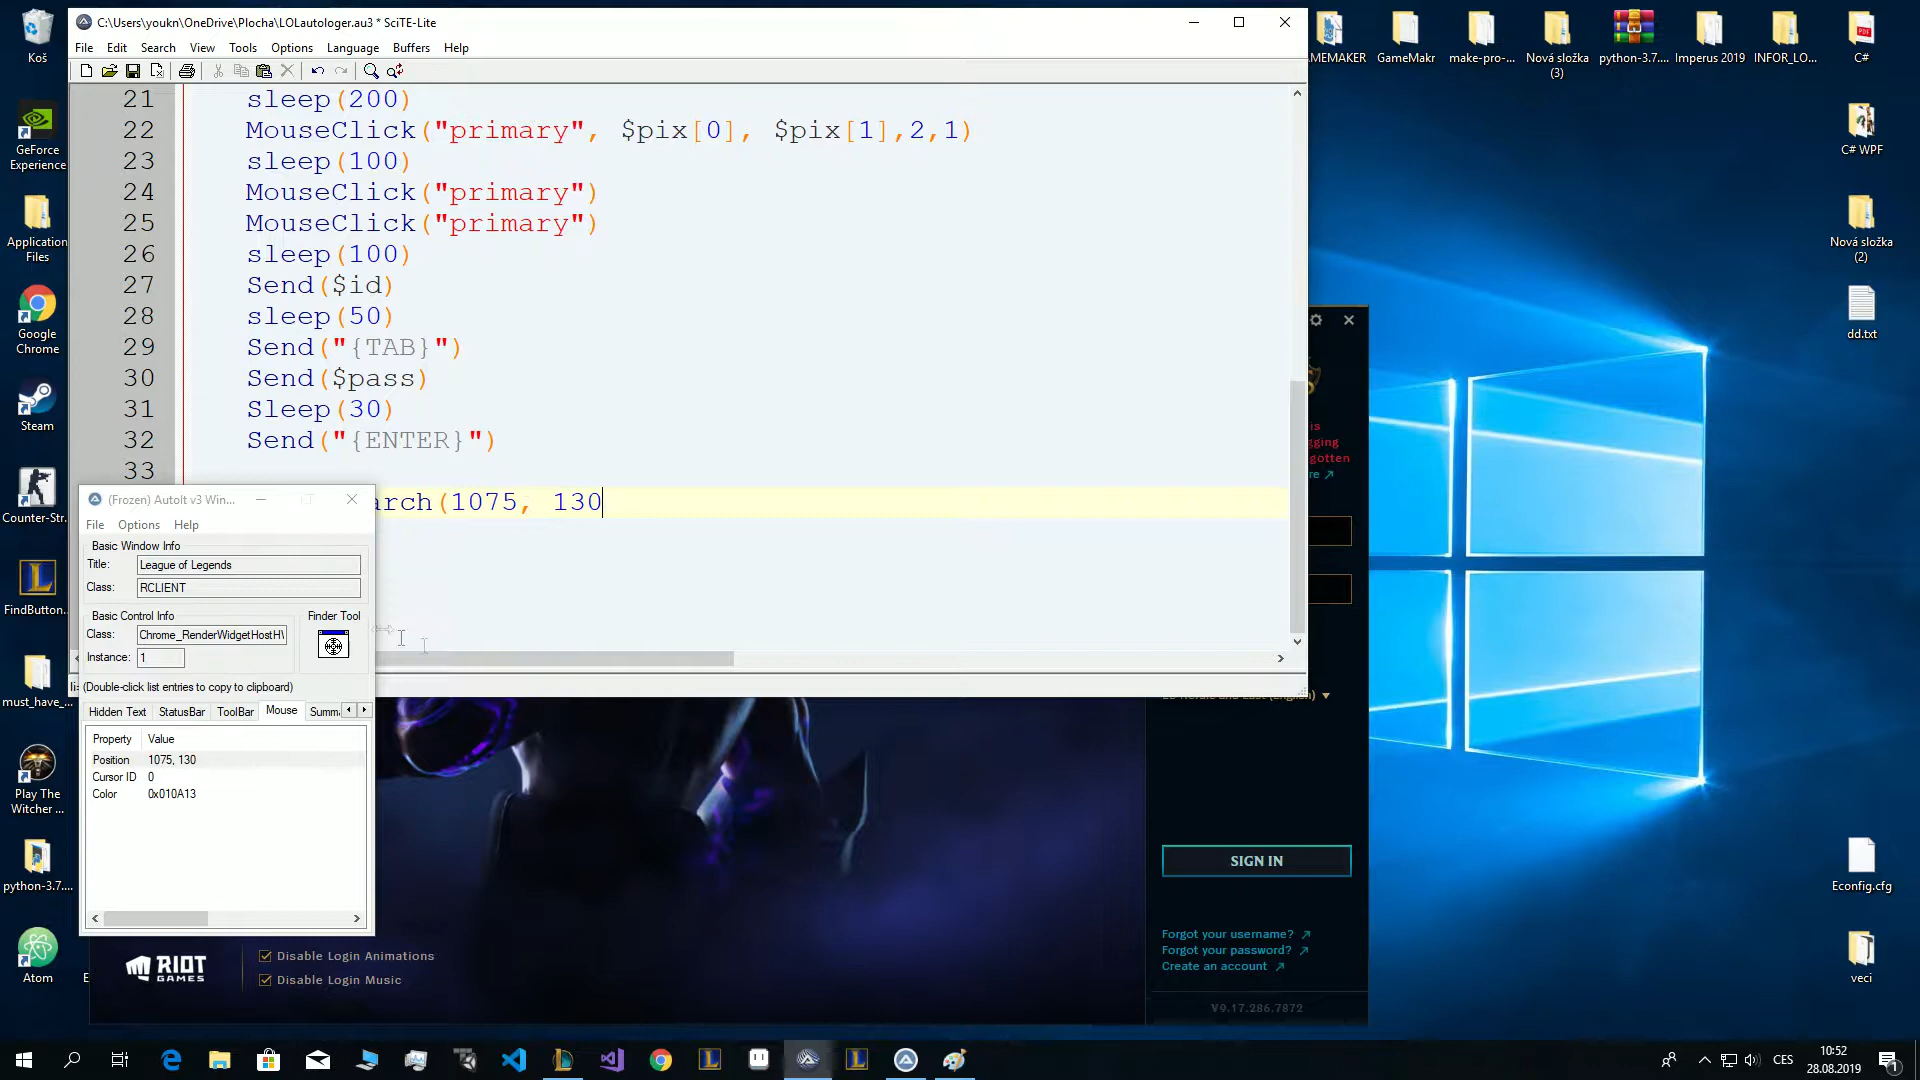 C:\Users\youkn\OneDrive\Plocha\LOLautologer.au3 * SciTE-Lite
File Edit Search View Tools Options Language Buffers Help
21 sleep(200)
22 MouseClick("primary", $pix[0], $pix[1],2,1)
23 sleep(100)
24 MouseClick("primary")
25 MouseClick("primary")
26 sleep(100)
27 Send($id)
28 sleep(50)
29 Send("{TAB}")
30 Send($pass)
31 Sleep(30)
32 Send("{ENTER}")
33
arch(1075, 130
(Frozen) AutoIt v3 Win...
File Options Help
Basic Window Info
Title: League of Legends
Class: RCLIENT
Basic Control Info
Finder Tool
Class: Chrome_RenderWidgetHostH\
Instance: 1
(Double-click list entries to copy to clipboard)
Hidden Text StatusBar ToolBar Mouse Summ
Property Value
Position 1075, 130
Cursor ID 0
Color 0x010A13
is
gging
gotten
re ↗
SIGN IN
Forgot your username? ↗
Forgot your password? ↗
Create an account ↗
V9.17.286.7872
RIOT GAMES
Disable Login Animations
Disable Login Music
Koš
GeForce Experience
Application Files
Google Chrome
Steam
Counter-Str...
FindButton...
must_have_...
Play The Witcher ...
python-3.7....
Atom
E
AMEMAKER
GameMakr
make-pro-...
Nová složka (3)
python-3.7....
Imperus 2019
INFOR_LO...
C#
C# WPF
Nová složka (2)
dd.txt
Econfig.cfg
veci
CES
10:52
28.08.2019
1